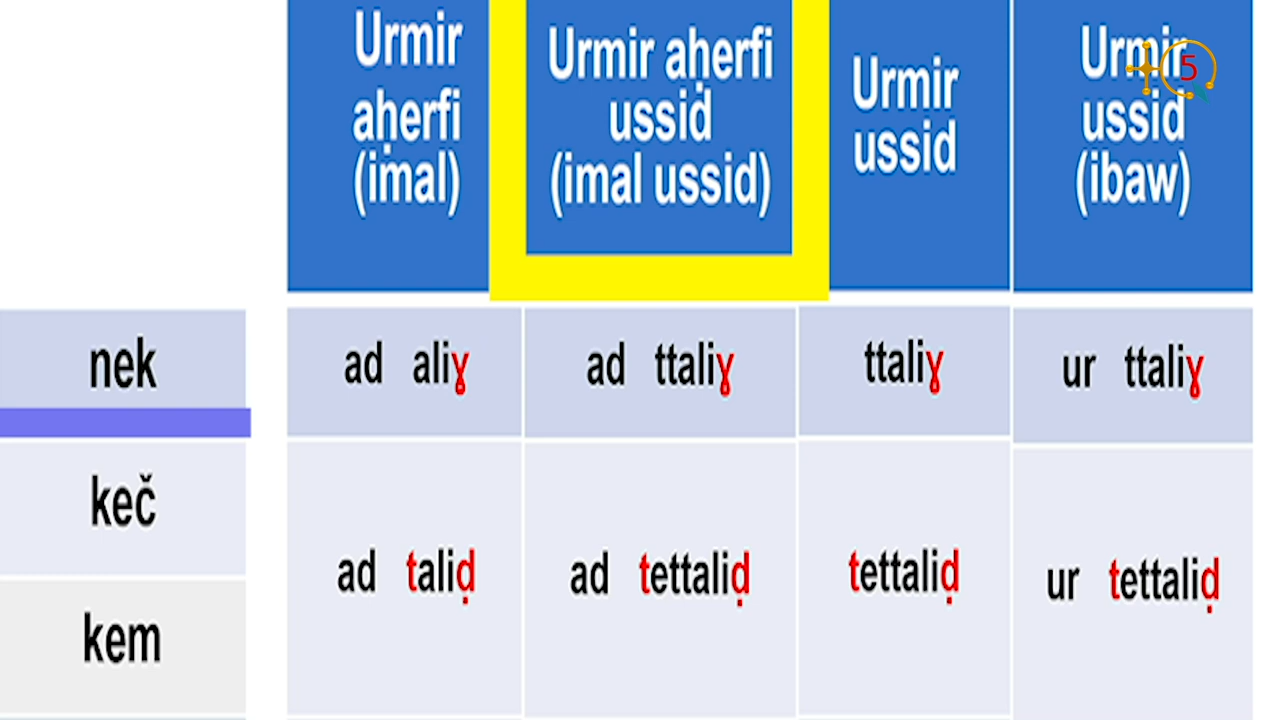 Urmir
aḥerfi
(imal)
Urmir aḥerfi
ussid
(imal ussid)
Urmir
ussid
Urmir
ussid
(ibaw)
5
nek
ad aliɣ
ad ttaliɣ
ttaliɣ
ur ttaliɣ
keč
kem
ad taliḍ
ad tettaliḍ
tettaliḍ
ur tettaliḍ